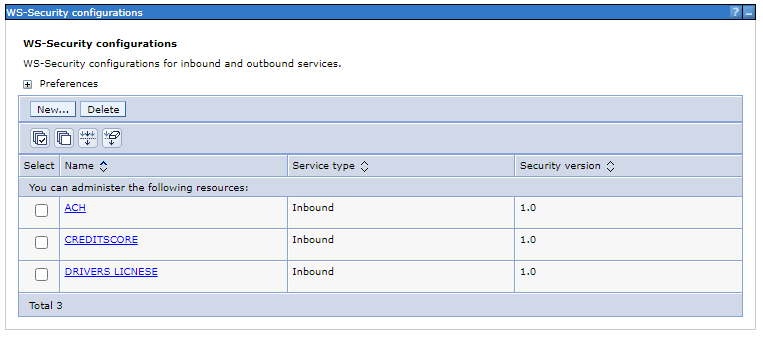 WS-Security configurations ? _
WS-Security configurations
WS-Security configurations for inbound and outbound services.
+ Preferences
New... Delete
Select Name Service type Security version
You can administer the following resources:
ACH Inbound 1.0
CREDITSCORE Inbound 1.0
DRIVERS LICNESE Inbound 1.0
Total 3